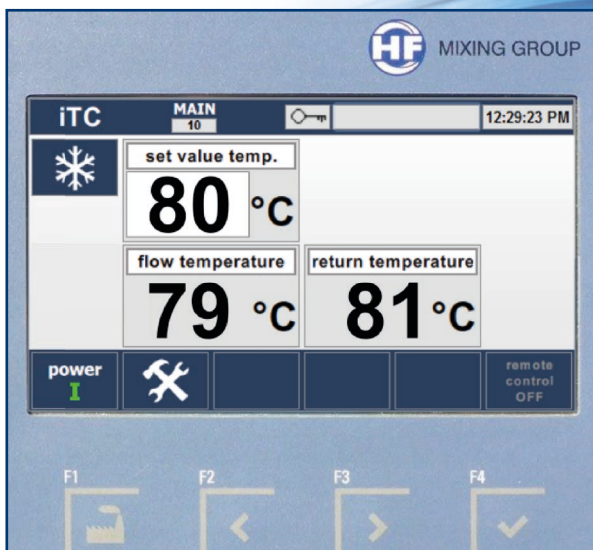 HF MIXING GROUP
iTC
MAIN
10
12:29:23 PM
set value temp.
80 °C
flow temperature
79 °C
return temperature
81 °C
power
I
remote
control
OFF
F1
F2
F3
F4